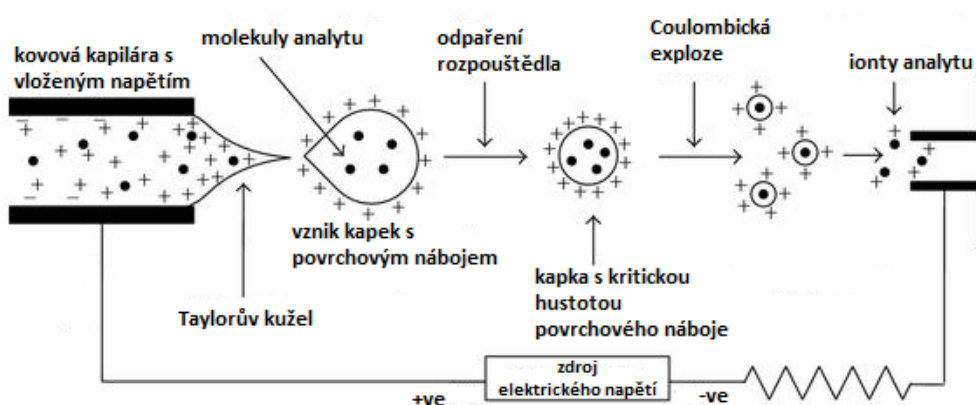 kovová kapilára s
vloženým napětím
molekuly analytu
odpaření
rozpouštědla
Coulombická
exploze
ionty analytu
vznik kapek s
povrchovým nábojem
Taylorův kužel
kapka s kritickou
hustotou
povrchového náboje
+ve
zdroj
elektrického napětí
-ve